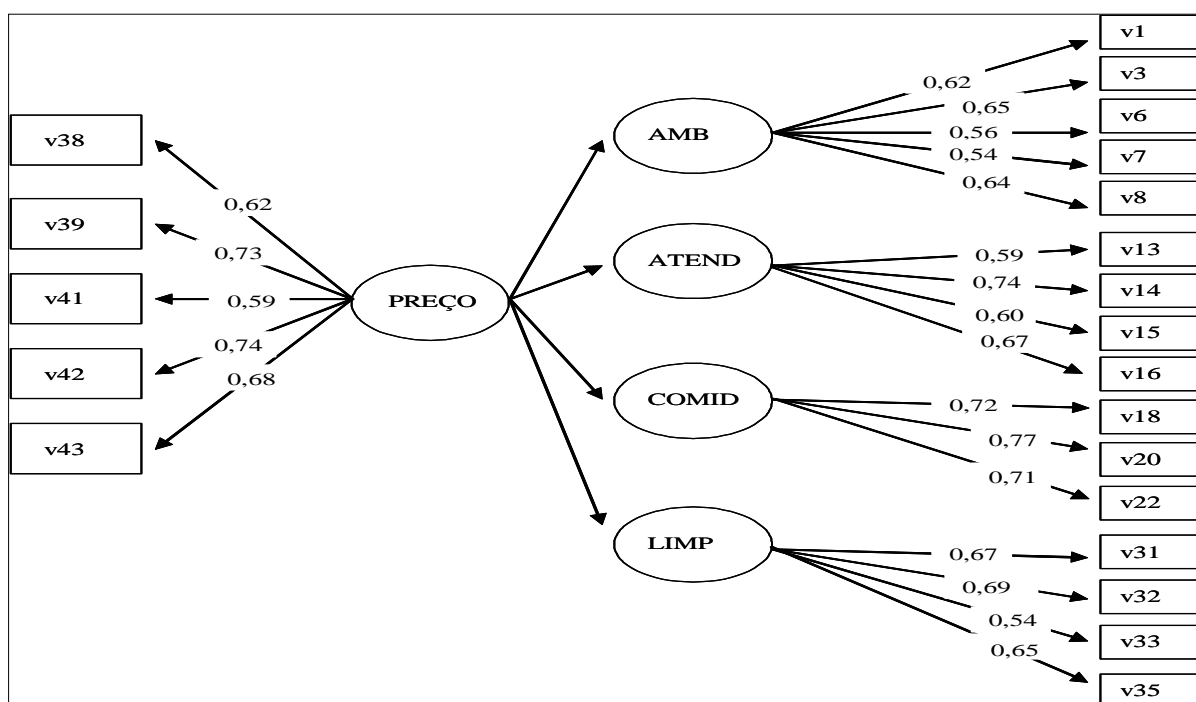 v1
0,62
v3
0,65
v38
AMB
0,56
v6
0,54
v7
0,64
v8
0,62
v39
0,73
ATEND
0,59
v13
0,74
v14
v41
0,59
PREÇO
0,60
v15
0,67
v16
0,74
v42
0,68
COMID
0,72
v18
0,77
v20
v43
0,71
v22
LIMP
0,67
v31
0,69
v32
0,54
v33
0,65
v35